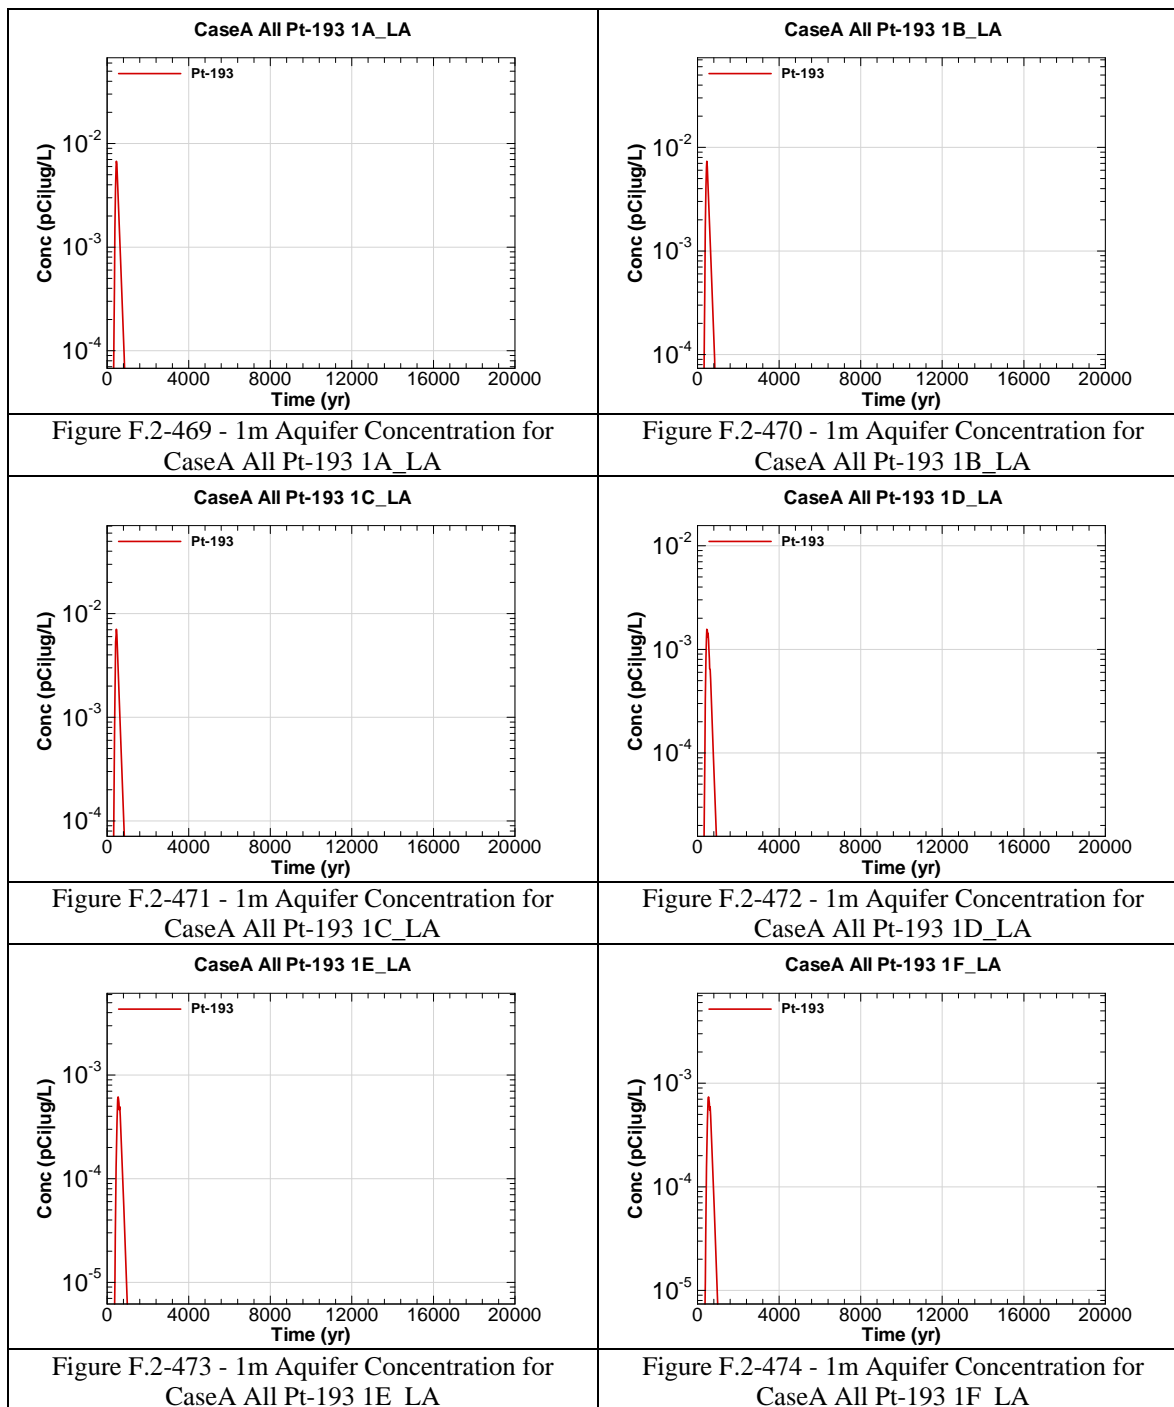 CaseA All Pt-193 1A_LA
Pt-193
10-2
10-3
10-4
Conc (pCi|ug/L)
0 4000 8000 12000 16000 20000
Time (yr)
Figure F.2-469 - 1m Aquifer Concentration for
CaseA All Pt-193 1A_LA
CaseA All Pt-193 1B_LA
Pt-193
10-2
10-3
10-4
Conc (pCi|ug/L)
0 4000 8000 12000 16000 20000
Time (yr)
Figure F.2-470 - 1m Aquifer Concentration for
CaseA All Pt-193 1B_LA
CaseA All Pt-193 1C_LA
Pt-193
10-2
10-3
10-4
Conc (pCi|ug/L)
0 4000 8000 12000 16000 20000
Time (yr)
Figure F.2-471 - 1m Aquifer Concentration for
CaseA All Pt-193 1C_LA
CaseA All Pt-193 1D_LA
Pt-193
10-2
10-3
10-4
Conc (pCi|ug/L)
0 4000 8000 12000 16000 20000
Time (yr)
Figure F.2-472 - 1m Aquifer Concentration for
CaseA All Pt-193 1D_LA
CaseA All Pt-193 1E_LA
Pt-193
10-3
10-4
10-5
Conc (pCi|ug/L)
0 4000 8000 12000 16000 20000
Time (yr)
Figure F.2-473 - 1m Aquifer Concentration for
CaseA All Pt-193 1E_LA
CaseA All Pt-193 1F_LA
Pt-193
10-3
10-4
10-5
Conc (pCi|ug/L)
0 4000 8000 12000 16000 20000
Time (yr)
Figure F.2-474 - 1m Aquifer Concentration for
CaseA All Pt-193 1F_LA